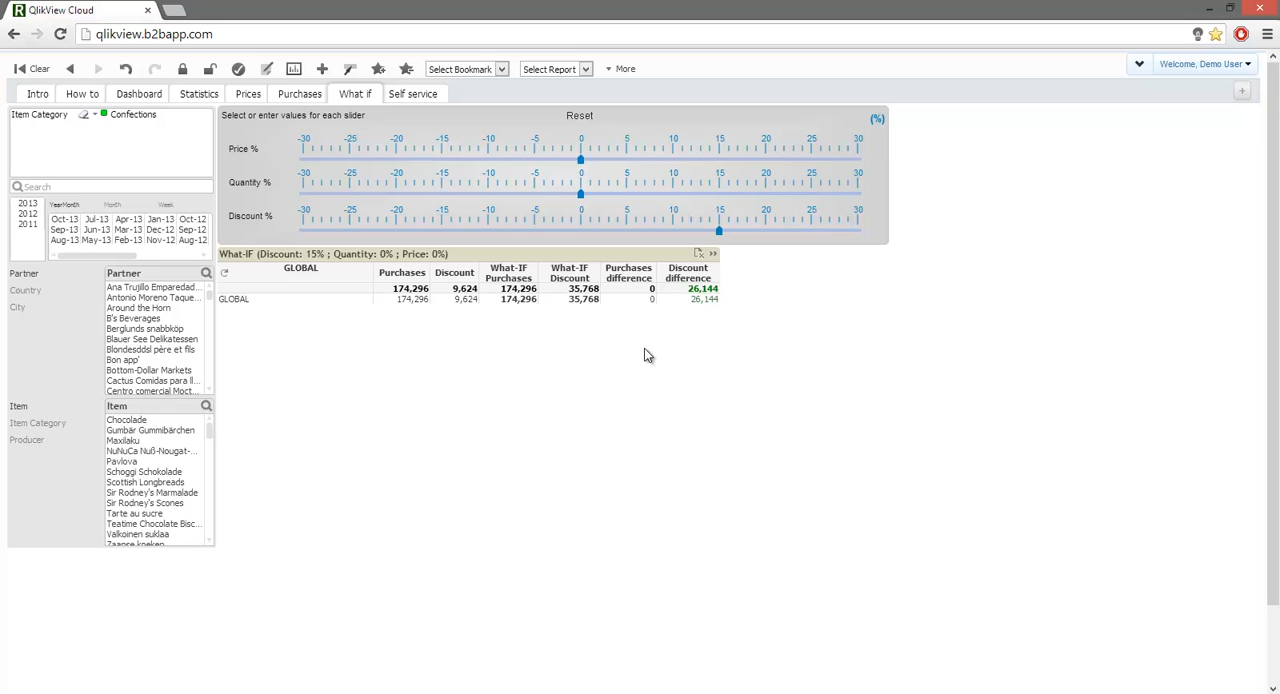 QlikView Cloud
qlikview.b2bapp.com
Clear
Select Bookmark
Select Report
More
Welcome, Demo User
Intro How to Dashboard Statistics Prices Purchases What if Self service
Item Category Confections
Search
2013
2012
2011
YearMonth Month Week
Oct-13 Jul-13 Apr-13 Jan-13 Oct-12
Sep-13 Jun-13 Mar-13 Dec-12 Sep-12
Aug-13 May-13 Feb-13 Nov-12 Aug-12
Partner
Country
City
Partner
Ana Trujillo Emparedad...
Antonio Moreno Taque...
Around the Horn
B's Beverages
Berglunds snabbköp
Blauer See Delikatessen
Blondesddsl père et fils
Bon app'
Bottom-Dollar Markets
Cactus Comidas para ll...
Centro comercial Moct...
Item
Item Category
Producer
Item
Chocolade
Gumbär Gummibärchen
Maxilaku
NuNuCa Nuß-Nougat-...
Pavlova
Schoggi Schokolade
Scottish Longbreads
Sir Rodney's Marmalade
Sir Rodney's Scones
Tarte au sucre
Teatime Chocolate Bisc...
Valkoinen suklaa
Zaanse koeken
Select or enter values for each slider Reset (%)
-30 -25 -20 -15 -10 -5 0 5 10 15 20 25 30
Price %
-30 -25 -20 -15 -10 -5 0 5 10 15 20 25 30
Quantity %
-30 -25 -20 -15 -10 -5 0 5 10 15 20 25 30
Discount %
What-IF (Discount: 15% ; Quantity: 0% ; Price: 0%)
GLOBAL Purchases Discount What-IF Purchases What-IF Discount Purchases difference Discount difference
174,296 9,624 174,296 35,768 0 26,144
GLOBAL 174,296 9,624 174,296 35,768 0 26,144